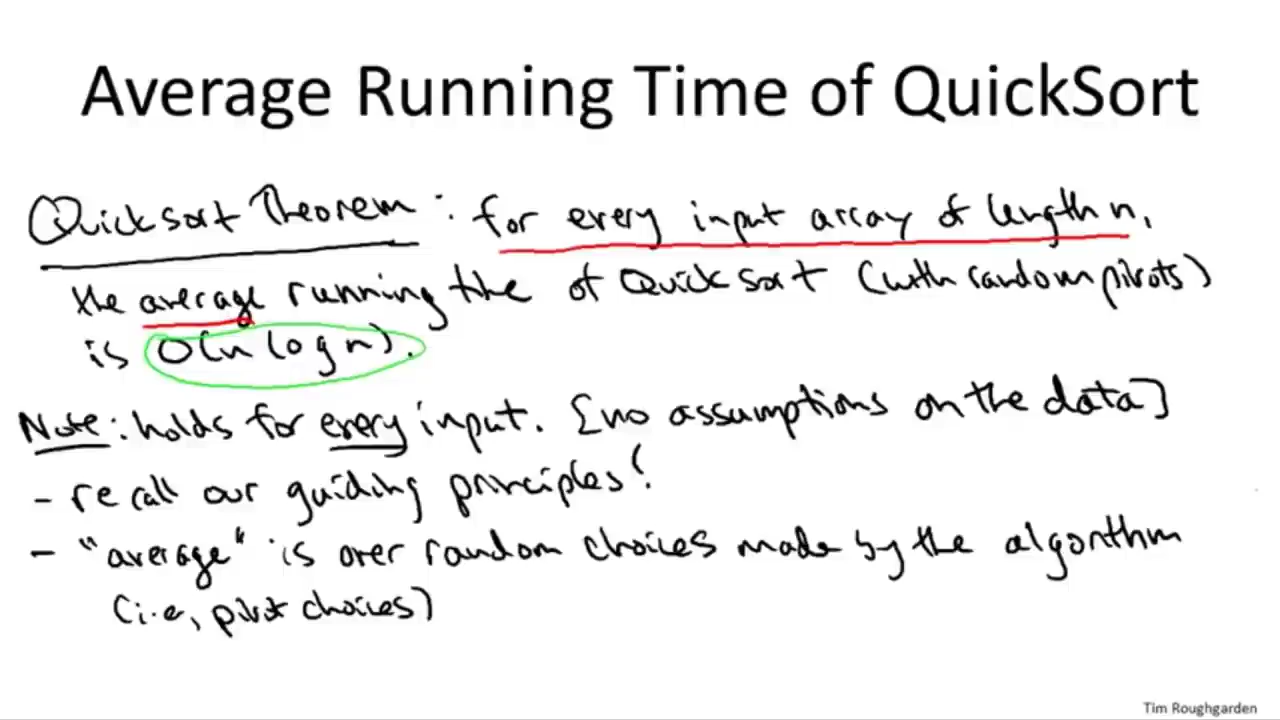 Average Running Time of QuickSort
Quicksort Theorem : for every input array of length n,
the average running time of QuickSort (with random pivots)
is O(n log n).
Note : holds for every input. [no assumptions on the data]
- recall our guiding principles!
- "average" is over random choices made by the algorithm
(i.e., pivot choices)
Tim Roughgarden